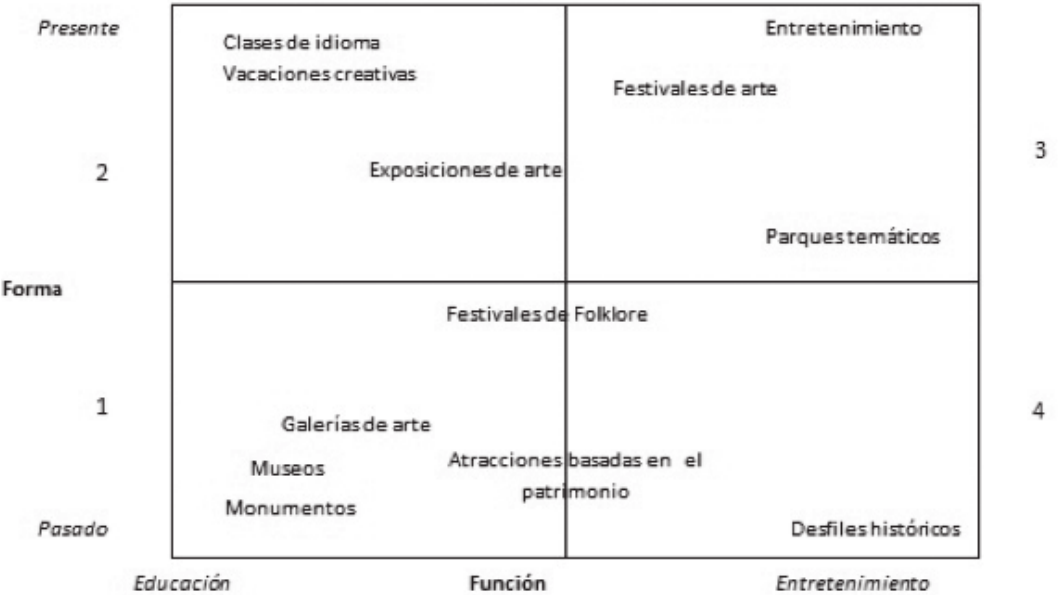 Presente
Clases de idioma
Vacaciones creativas
Entretenimiento
Festivales de arte
2
Exposiciones de arte
3
Parques temáticos
Forma
Festivales de Folklore
1
Galerías de arte
4
Museos
Atracciones basadas en el
patrimonio
Monumentos
Pasado
Desfiles históricos
Educación
Función
Entretenimiento